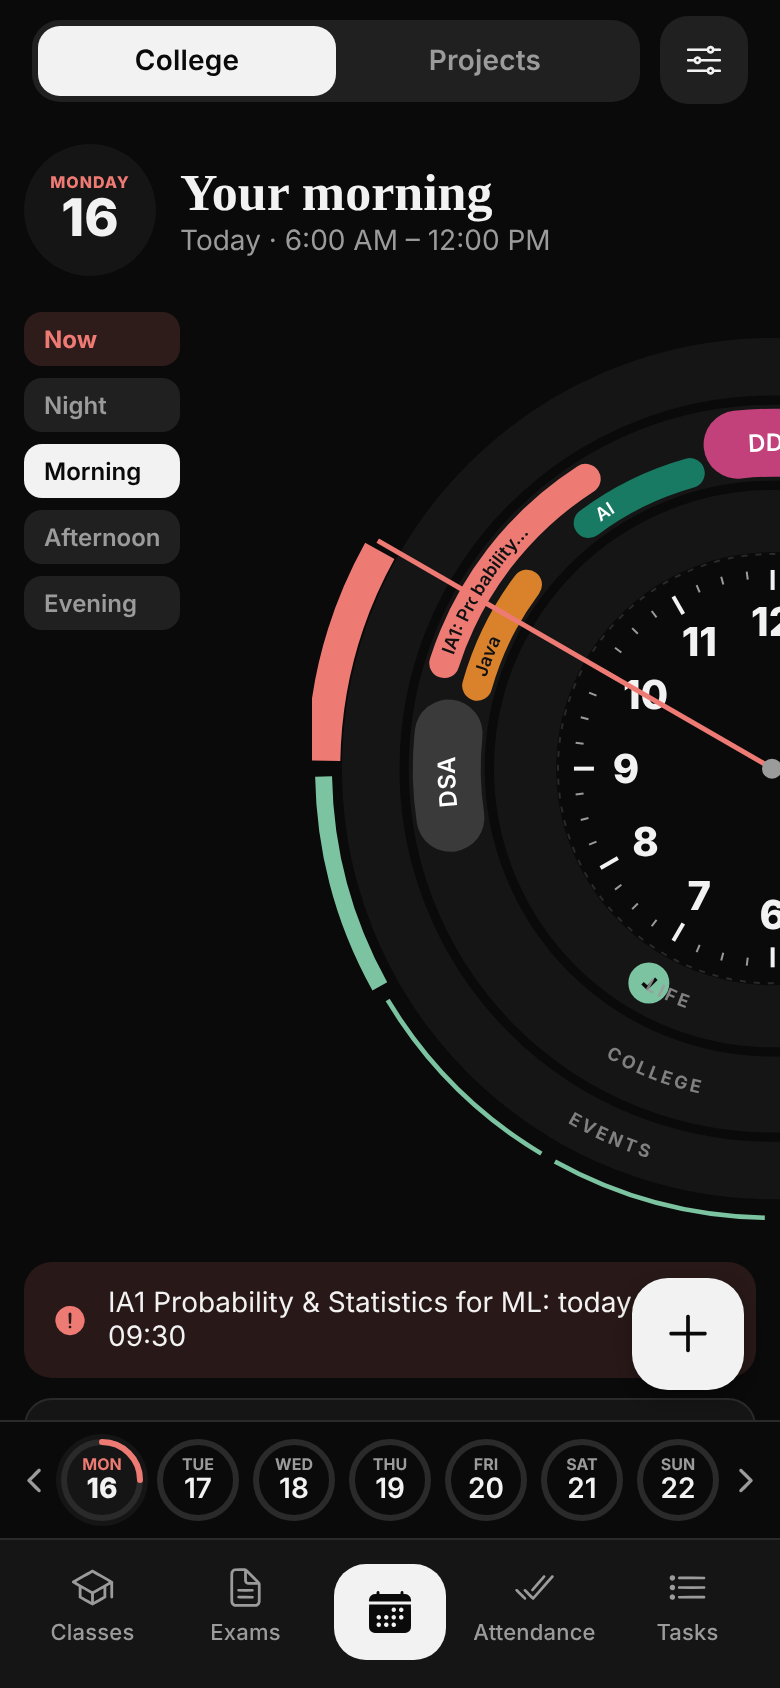 College
Projects
MONDAY
16
Your morning
Today · 6:00 AM – 12:00 PM
Now
Night
Morning
Afternoon
Evening
DD
AI
IA1: Probability...
Java
DSA
12
11
10
9
8
7
6
LIFE
COLLEGE
EVENTS
IA1 Probability & Statistics for ML: today
09:30
MON
16
TUE
17
WED
18
THU
19
FRI
20
SAT
21
SUN
22
Classes
Exams
Attendance
Tasks